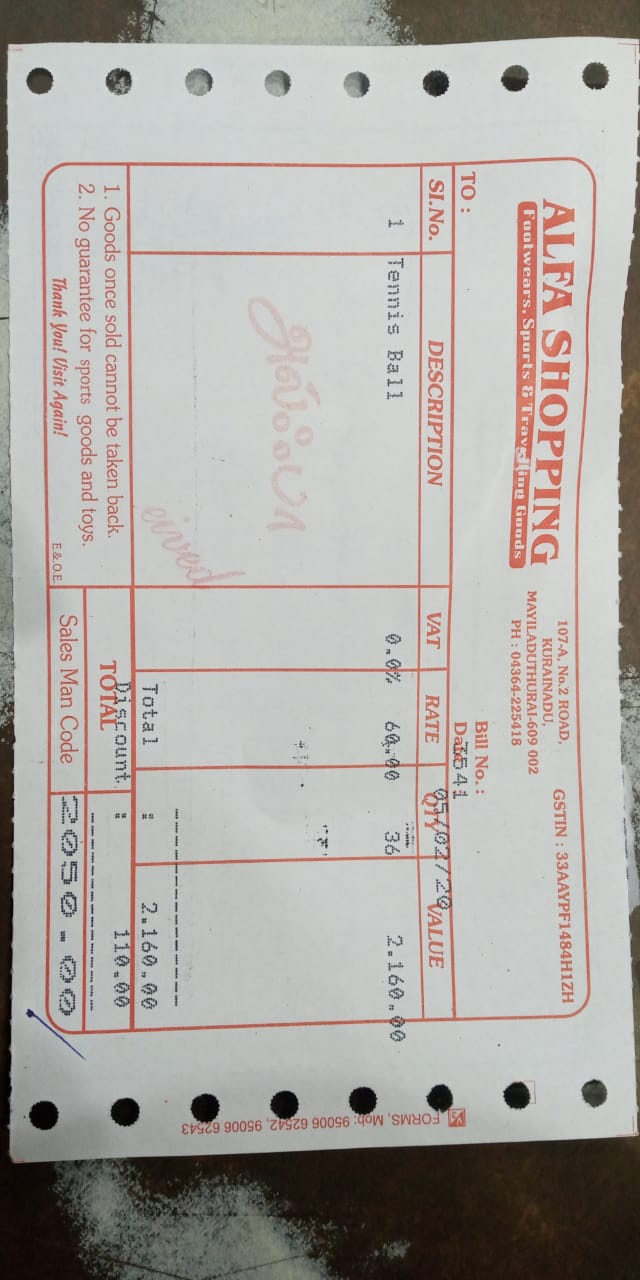 ALFA SHOPPING
Footwears, Sports & Travelling Goods
107-A, No.2 ROAD,
KURAINADU,
MAYILADUTHURAI-609 002
PH : 04364-225418
GSTIN : 33AAYPF1484H1ZH
TO :
Bill No. :
3541
Date
05/02/20
Sl.No. DESCRIPTION VAT RATE QTY VALUE
1 Tennis Ball 0.0% 60.00 36 2.160.00
Total : 2.160.00
Discount : 110.00
TOTAL
2050.00
1. Goods once sold cannot be taken back.
2. No guarantee for sports goods and toys.
Thank You! Visit Again!
E.&.O.E.
Sales Man Code
FORMS, Mob: 95006 62542, 95006 62543